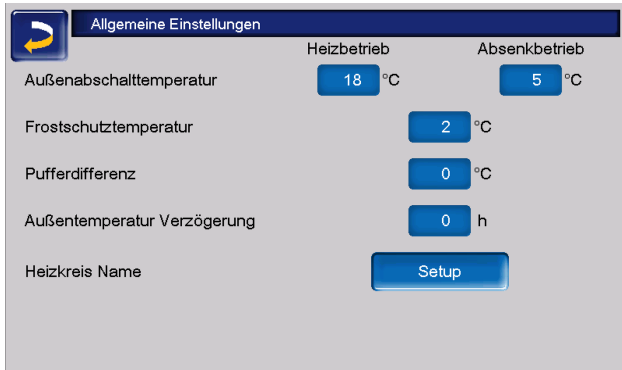 Allgemeine Einstellungen
Heizbetrieb Absenkbetrieb
Außenabschalttemperatur 18 °C 5 °C
Frostschutztemperatur 2 °C
Pufferdifferenz 0 °C
Außentemperatur Verzögerung 0 h
Heizkreis Name Setup